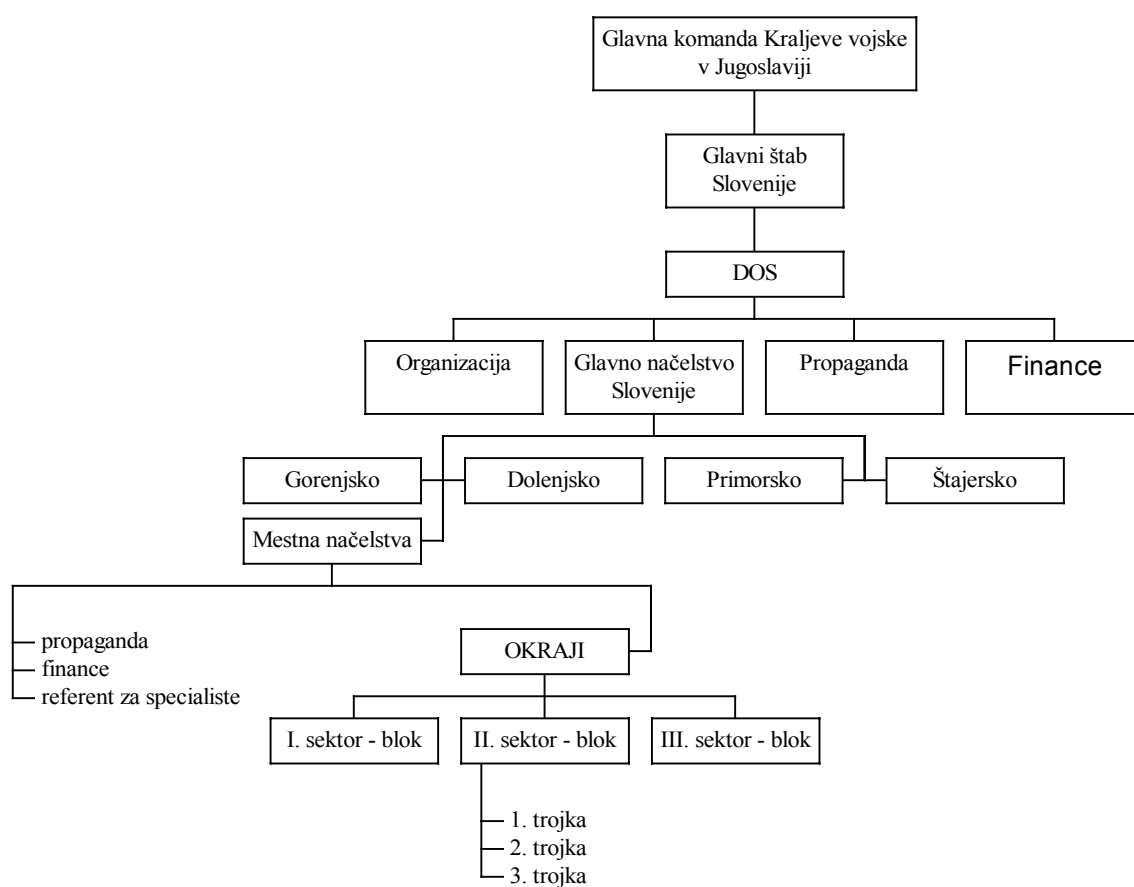 Glavna komanda Kraljeve vojske
v Jugoslaviji
Glavni štab
Slovenije
DOS
Organizacija
Glavno načelstvo
Slovenije
Propaganda
Finance
Gorenjsko
Dolenjsko
Primorsko
Štajersko
Mestna načelstva
propaganda
finance
referent za specialiste
OKRAJI
I. sektor - blok
II. sektor - blok
III. sektor - blok
1. trojka
2. trojka
3. trojka